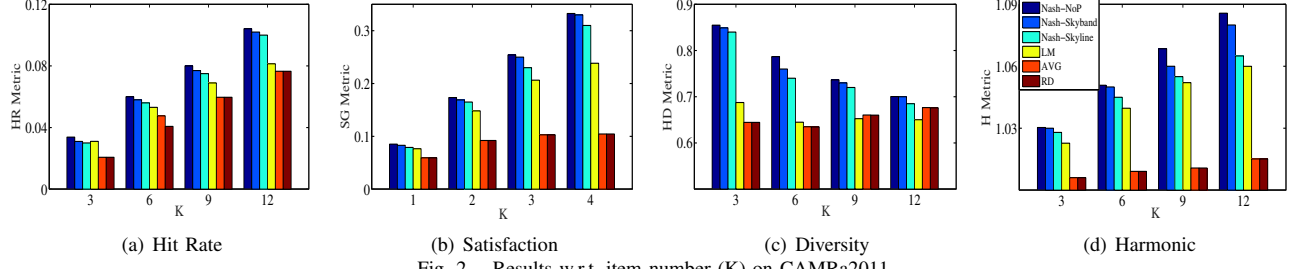 0.12
0.08
0.04
0
HR Metric
3 6 9 12
K
(a) Hit Rate
0.3
0.2
0.1
0
SG Metric
1 2 3 4
K
(b) Satisfaction
0.9
0.8
0.7
0.6
HD Metric
3 6 9 12
K
(c) Diversity
1.09
1.06
1.03
H Metric
Nash-NoP
Nash-Skyband
Nash-Skyline
LM
AVG
RD
3 6 9 12
K
(d) Harmonic
Fig. 2. Results w.r.t. item number (K) on CAMRa2011